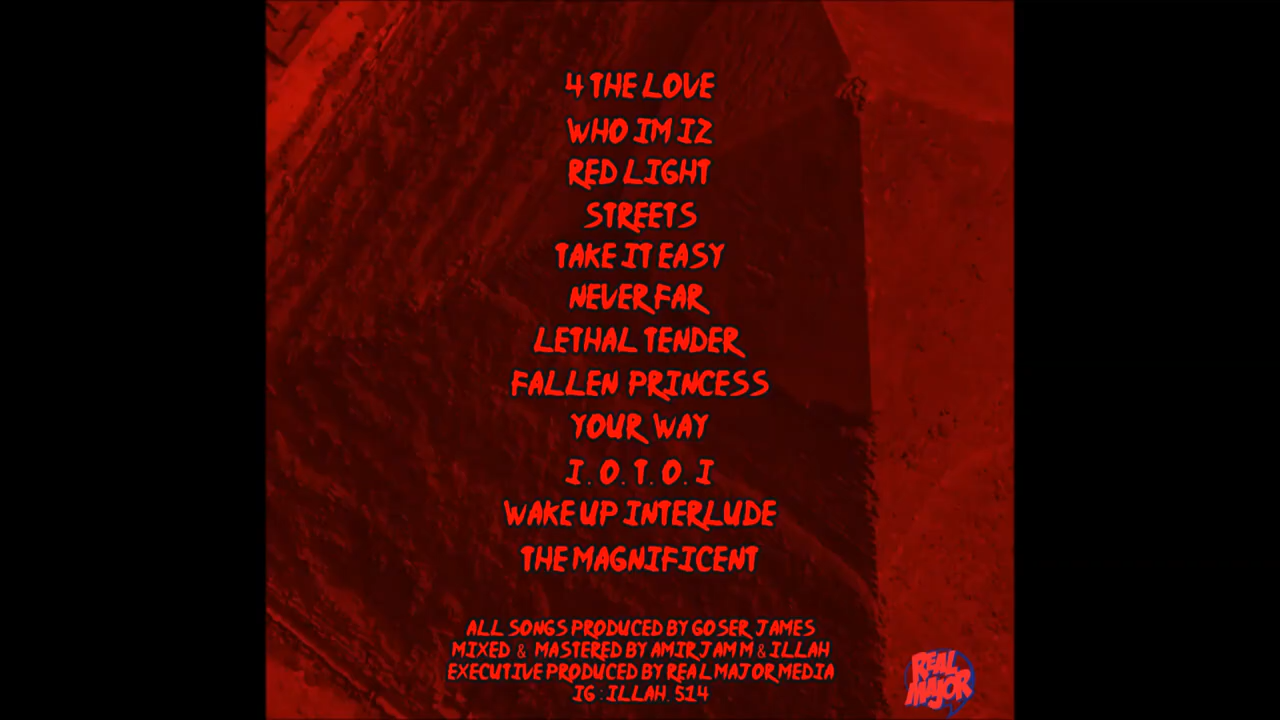 4 THE LOVE
WHO IM IZ
RED LIGHT
STREETS
TAKE IT EASY
NEVER FAR
LETHAL TENDER
FALLEN PRINCESS
YOUR WAY
I. O. T. O. I
WAKE UP INTERLUDE
THE MAGNIFICENT
ALL SONGS PRODUCED BY GOSER JAMES
MIXED & MASTERED BY AMIR JAMM & ILLAH
EXECUTIVE PRODUCED BY REAL MAJOR MEDIA
IG : ILLAH. 514
REAL
MAJOR